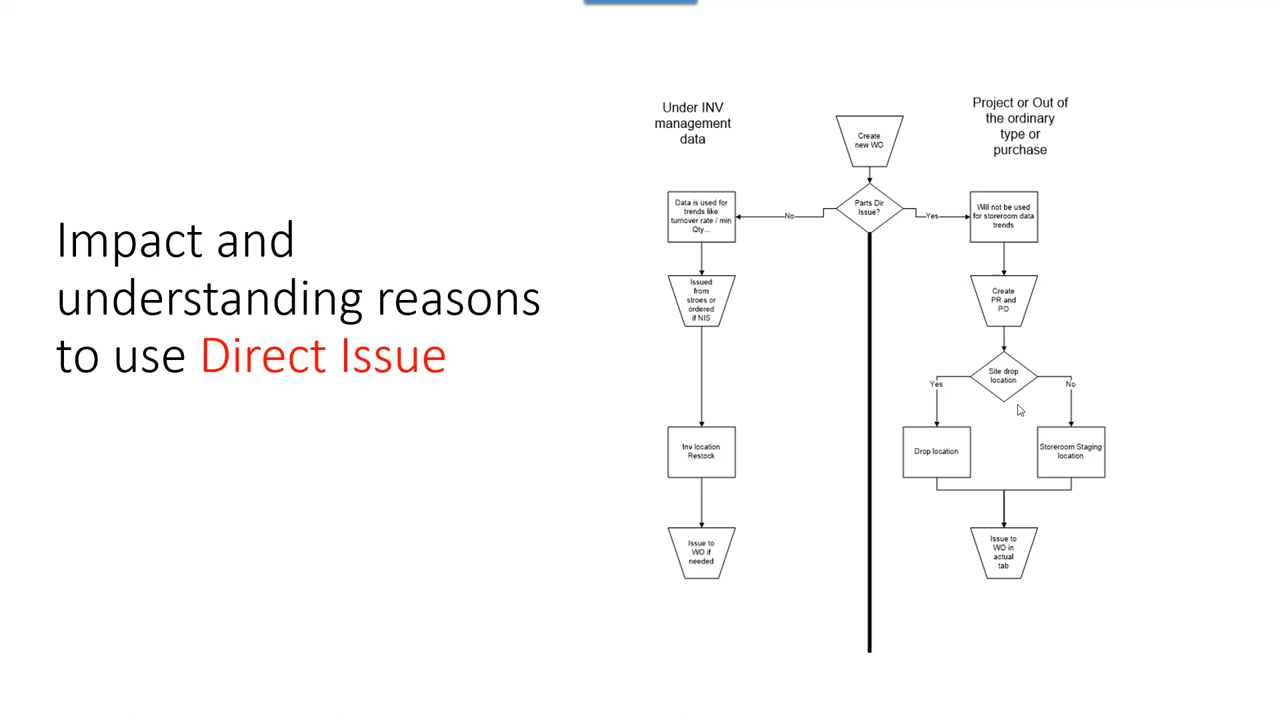 Impact and
understanding reasons
to use Direct Issue
Under INV
management
data
Project or Out of
the ordinary
type or
purchase
Create
new WO
Parts Dir
Issue?
No
Yes
Data is used for
trends like
turnover rate / min
Qty...
Issued
from
stroes or
ordered
if NIS
Inv location
Restock
Issue to
WO if
needed
Will not be used
for storeroom data
trends
Create
PR and
PO
Site drop
location
Yes
No
Drop location
Storeroom Staging
location
Issue to
WO in
actual
tab